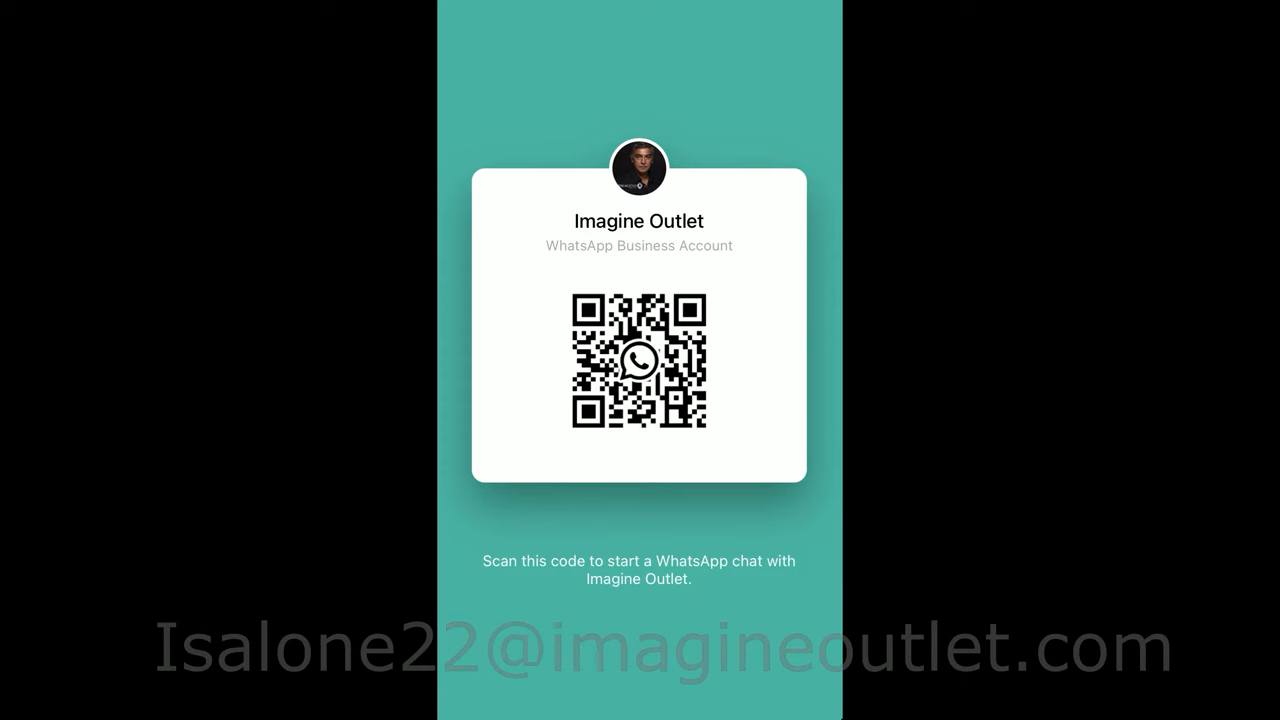 Imagine Outlet
WhatsApp Business Account
Scan this code to start a WhatsApp chat with
Imagine Outlet.
Isalone22@imagineoutlet.com